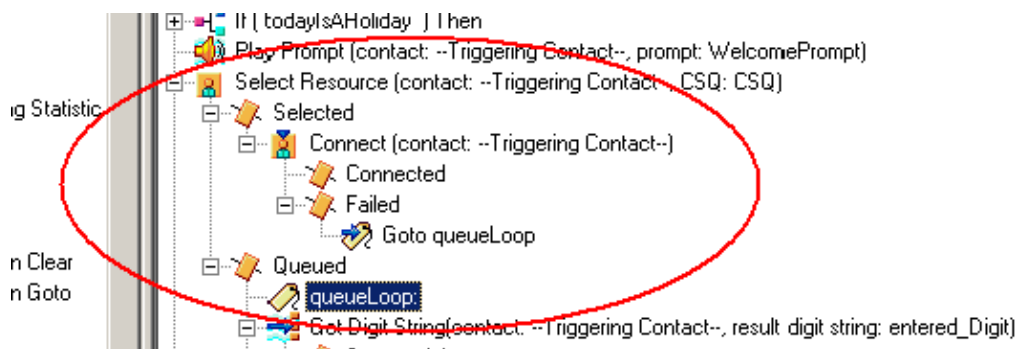 If ( todayIsAHoliday ) Then
Play Prompt (contact: --Triggering Contact--, prompt: WelcomePrompt)
Select Resource (contact: --Triggering Contact--, CSQ: CSQ)
ng Statistic
Selected
Connect (contact: --Triggering Contact--)
Connected
Failed
Goto queueLoop
n Clear
Queued
n Goto
queueLoop:
Get Digit String(contact: --Triggering Contact--, result digit string: entered_Digit)